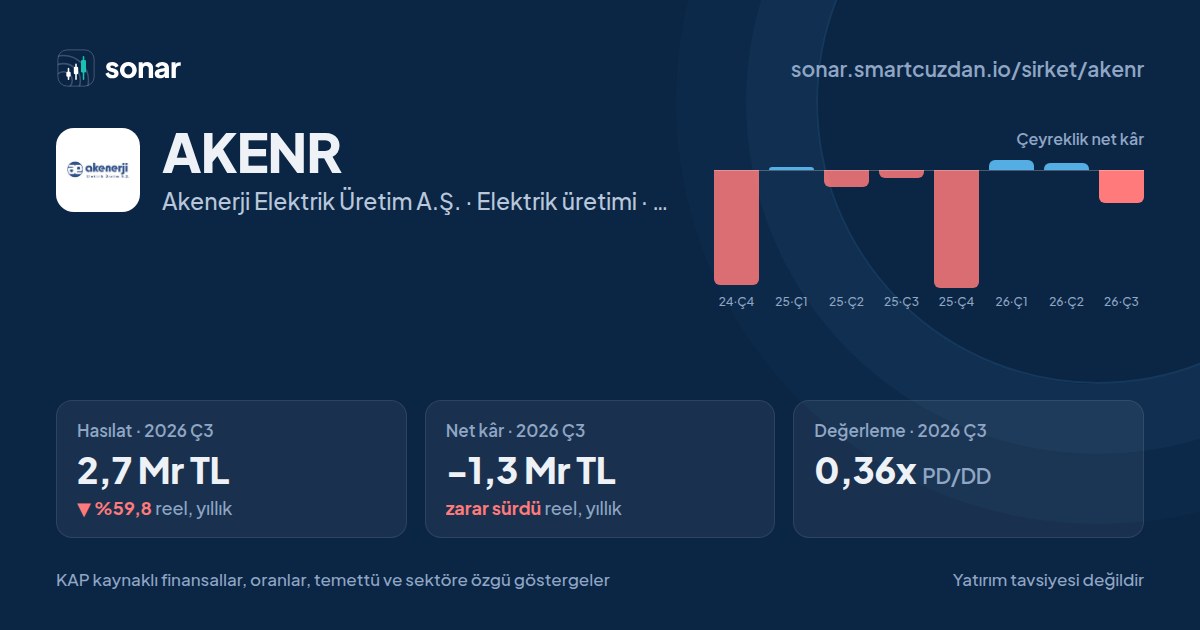 sonar
sonar.smartcuzdan.io/sirket/akenr
akenerji
AKENR
Akenerji Elektrik Üretim A.Ş. · Elektrik üretimi · ...
Çeyreklik net kâr
24·Ç4 25·Ç1 25·Ç2 25·Ç3 25·Ç4 26·Ç1 26·Ç2 26·Ç3
Hasılat · 2026 Ç3
2,7 Mr TL
▼ %59,8 reel, yıllık
Net kâr · 2026 Ç3
−1,3 Mr TL
zarar sürdü reel, yıllık
Değerleme · 2026 Ç3
0,36x PD/DD
KAP kaynaklı finansallar, oranlar, temettü ve sektöre özgü göstergeler
Yatırım tavsiyesi değildir